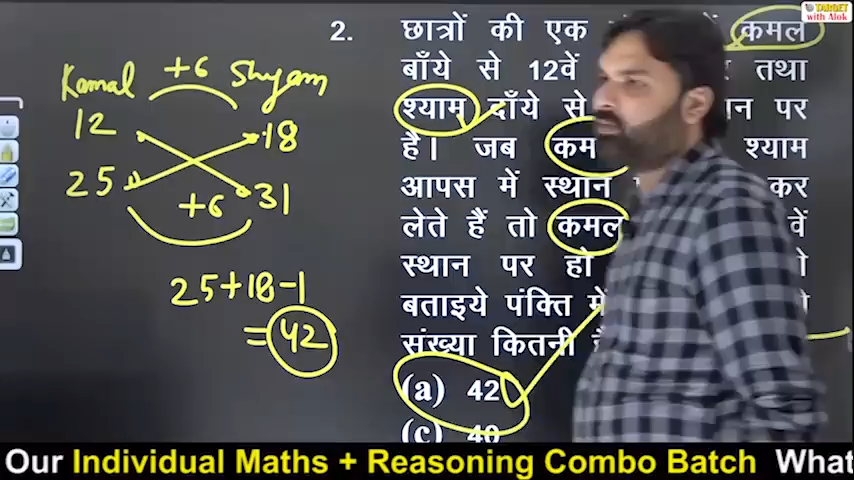 TARGET
with Alok
2. छात्रों की एक में कमल
बाँये से 12वें तथा
श्याम दाँये से स्थान पर
हैं। जब कम श्याम
आपस में स्थान कर
लेते हैं तो कमल वें
स्थान पर हो
बताइये पंक्ति में
संख्या कितनी
(a) 42
(c) 40
Kamal +6 Shyam
12 18
25 +6 31
25+18-1
=42
Our Individual Maths + Reasoning Combo Batch What